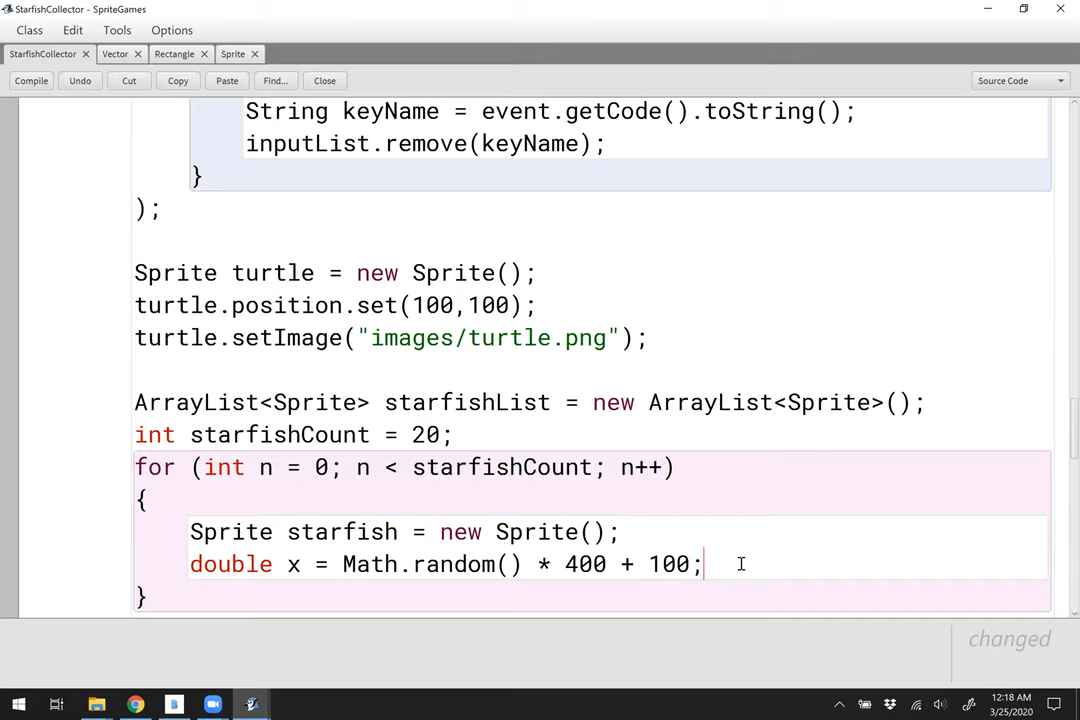 StarfishCollector - SpriteGames
Class Edit Tools Options
StarfishCollector Vector Rectangle Sprite
Compile Undo Cut Copy Paste Find... Close Source Code
String keyName = event.getCode().toString();
inputList.remove(keyName);
}
);
Sprite turtle = new Sprite();
turtle.position.set(100,100);
turtle.setImage("images/turtle.png");
ArrayList<Sprite> starfishList = new ArrayList<Sprite>();
int starfishCount = 20;
for (int n = 0; n < starfishCount; n++)
{
Sprite starfish = new Sprite();
double x = Math.random() * 400 + 100;
}
changed
12:18 AM
3/25/2020